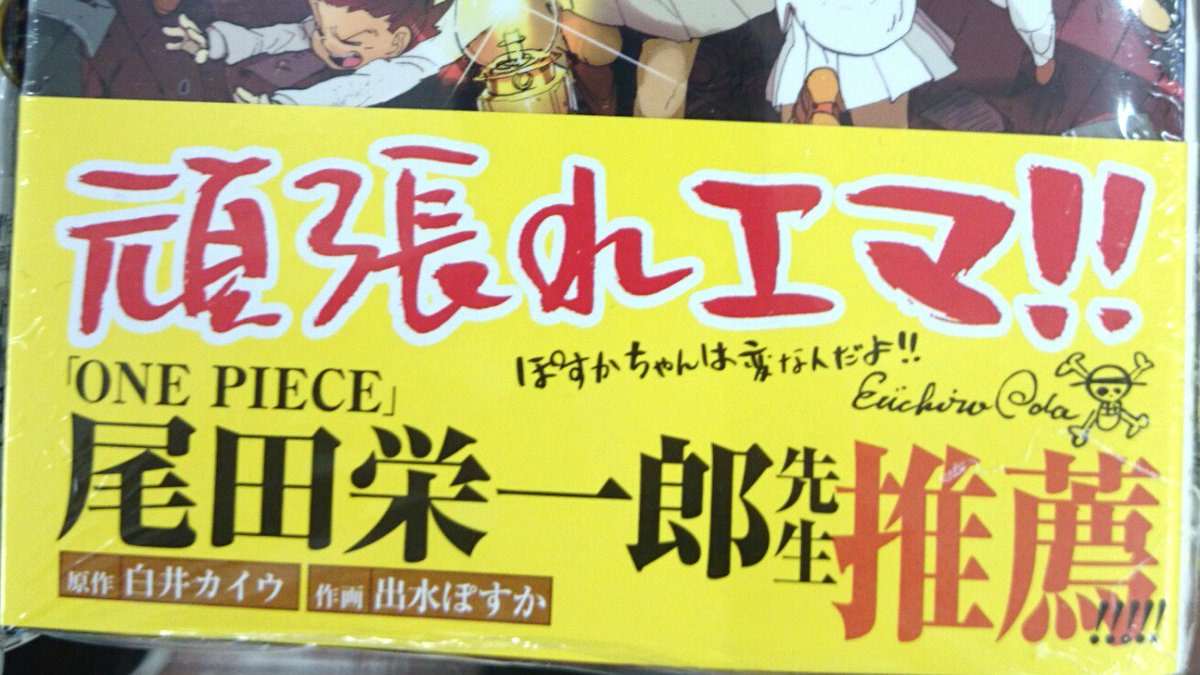 頑張れエマ!!
ぽすかちゃんは変なんだよ!!
Eiichiro Oda
「ONE PIECE」
尾田栄一郎先生推薦!!!!!
原作 白井カイウ 作画 出水ぽすか